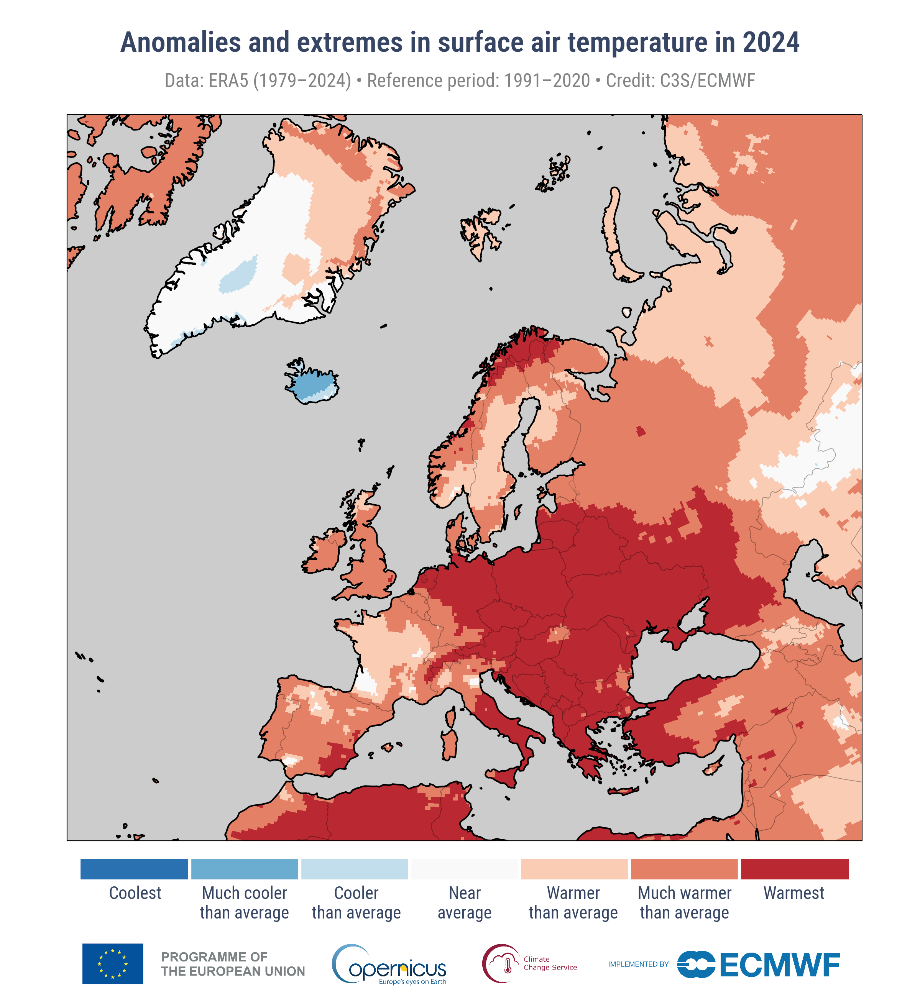 Anomalies and extremes in surface air temperature in 2024
Data: ERA5 (1979–2024) • Reference period: 1991–2020 • Credit: C3S/ECMWF
Coolest
Much cooler
than average
Cooler
than average
Near
average
Warmer
than average
Much warmer
than average
Warmest
PROGRAMME OF
THE EUROPEAN UNION
opernicus
Europe's eyes on Earth
Climate
Change Service
IMPLEMENTED BY
ECMWF